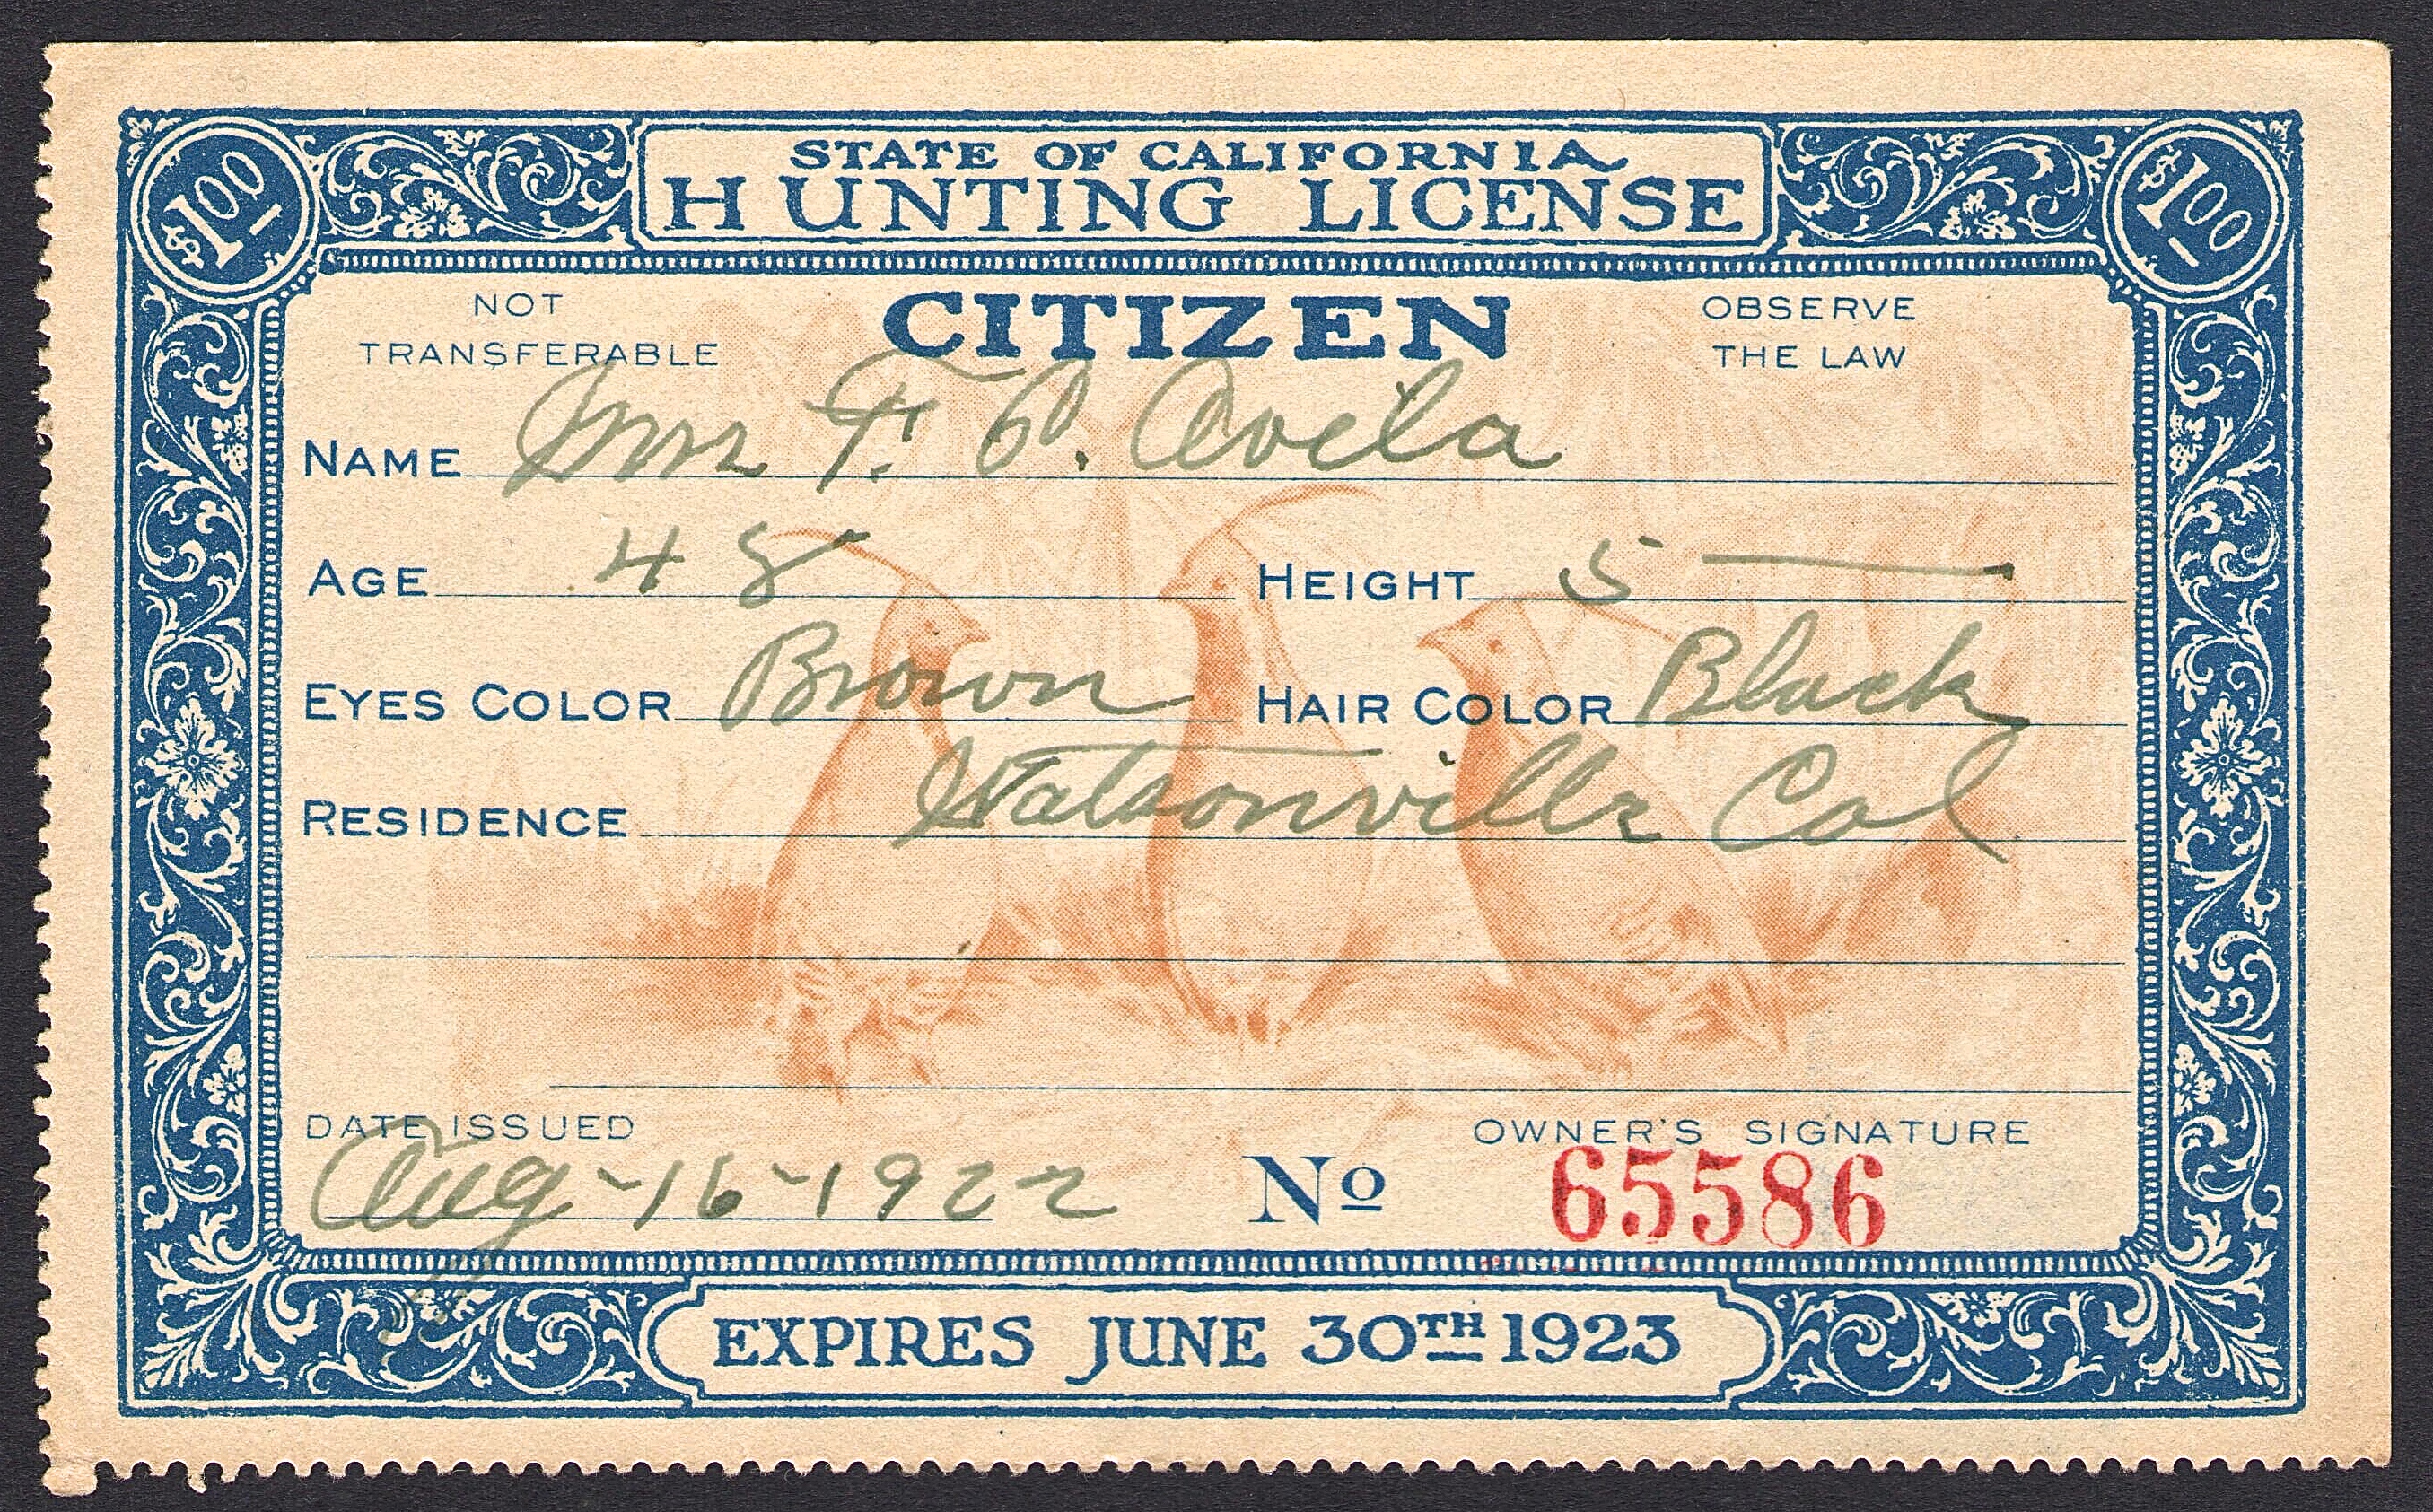 $1.00 STATE OF CALIFORNIA $1.00
HUNTING LICENSE
NOT TRANSFERABLE
CITIZEN
OBSERVE THE LAW
NAME Mrs F. P. Avila
AGE 48 HEIGHT 5 —
EYES COLOR Brown HAIR COLOR Black
RESIDENCE Watsonville Cal
DATE ISSUED OWNER'S SIGNATURE
Aug-16-1922 No 65586
EXPIRES JUNE 30TH 1923